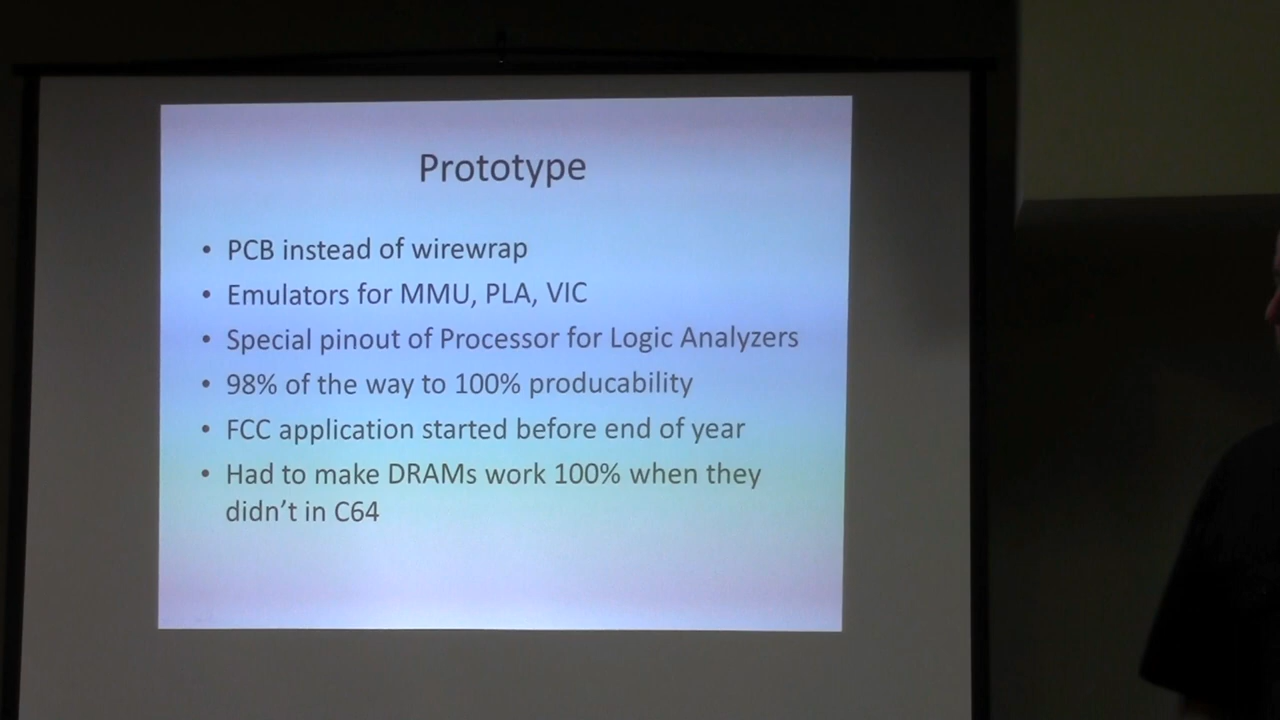 Prototype
• PCB instead of wirewrap
• Emulators for MMU, PLA, VIC
• Special pinout of Processor for Logic Analyzers
• 98% of the way to 100% producability
• FCC application started before end of year
• Had to make DRAMs work 100% when they
didn't in C64